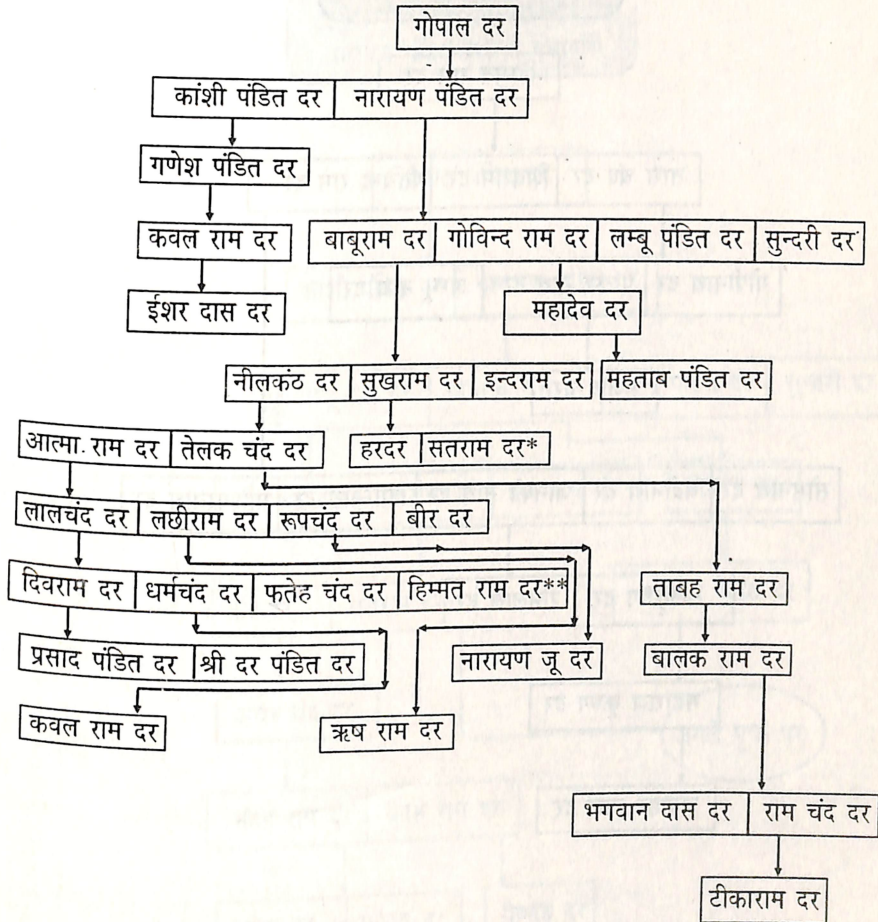 गोपाल दर
कांशी पंडित दर | नारायण पंडित दर
गणेश पंडित दर
कवल राम दर
बाबूराम दर | गोविन्द राम दर | लम्बू पंडित दर | सुन्दरी दर
ईशर दास दर
महादेव दर
नीलकंठ दर | सुखराम दर | इन्दराम दर
महताब पंडित दर
आत्मा.राम दर | तेलक चंद दर
हरदर | सतराम दर*
लालचंद दर | लछीराम दर | रूपचंद दर | बीर दर
दिवराम दर | धर्मचंद दर | फतेह चंद दर | हिम्मत राम दर**
ताबह राम दर
प्रसाद पंडित दर | श्री दर पंडित दर
नारायण जू दर
बालक राम दर
कवल राम दर
ऋष राम दर
भगवान दास दर | राम चंद दर
टीकाराम दर